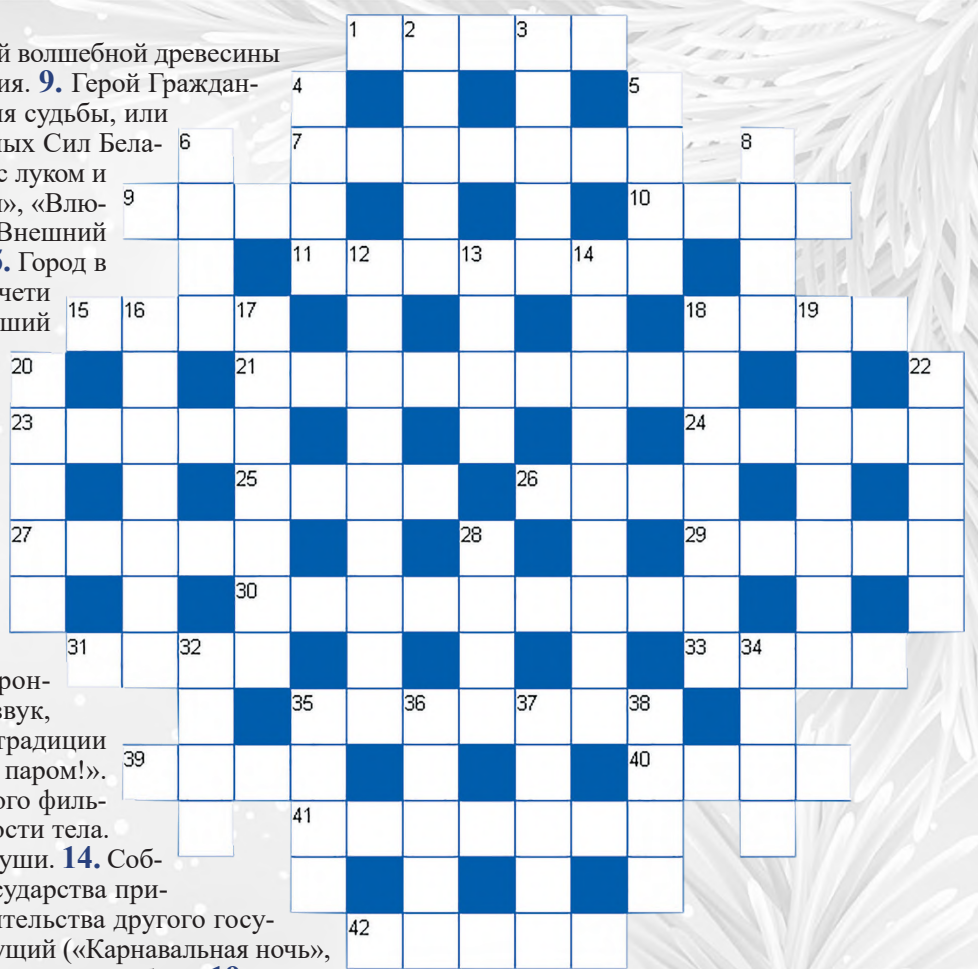 й волшебной древесины
ия. 9. Герой Граждан-
ия судьбы, или
ных Сил Бела-
с луком и
», «Влю-
Внешний
5. Город в
чети
ший
рон-
звук,
традиции
паром!».
ого филь-
ости тела.
уши. 14. Соб-
сударства при-
ительства другого госу-
ущий («Карнавальная ночь»,
1 2 3
4 5
6 7 8
9 10
11 12 13 14
15 16 17 18 19
20 21 22
23 24
25 26
27 28 29
30
31 32 33 34
35 36 37 38
39 40
41
42